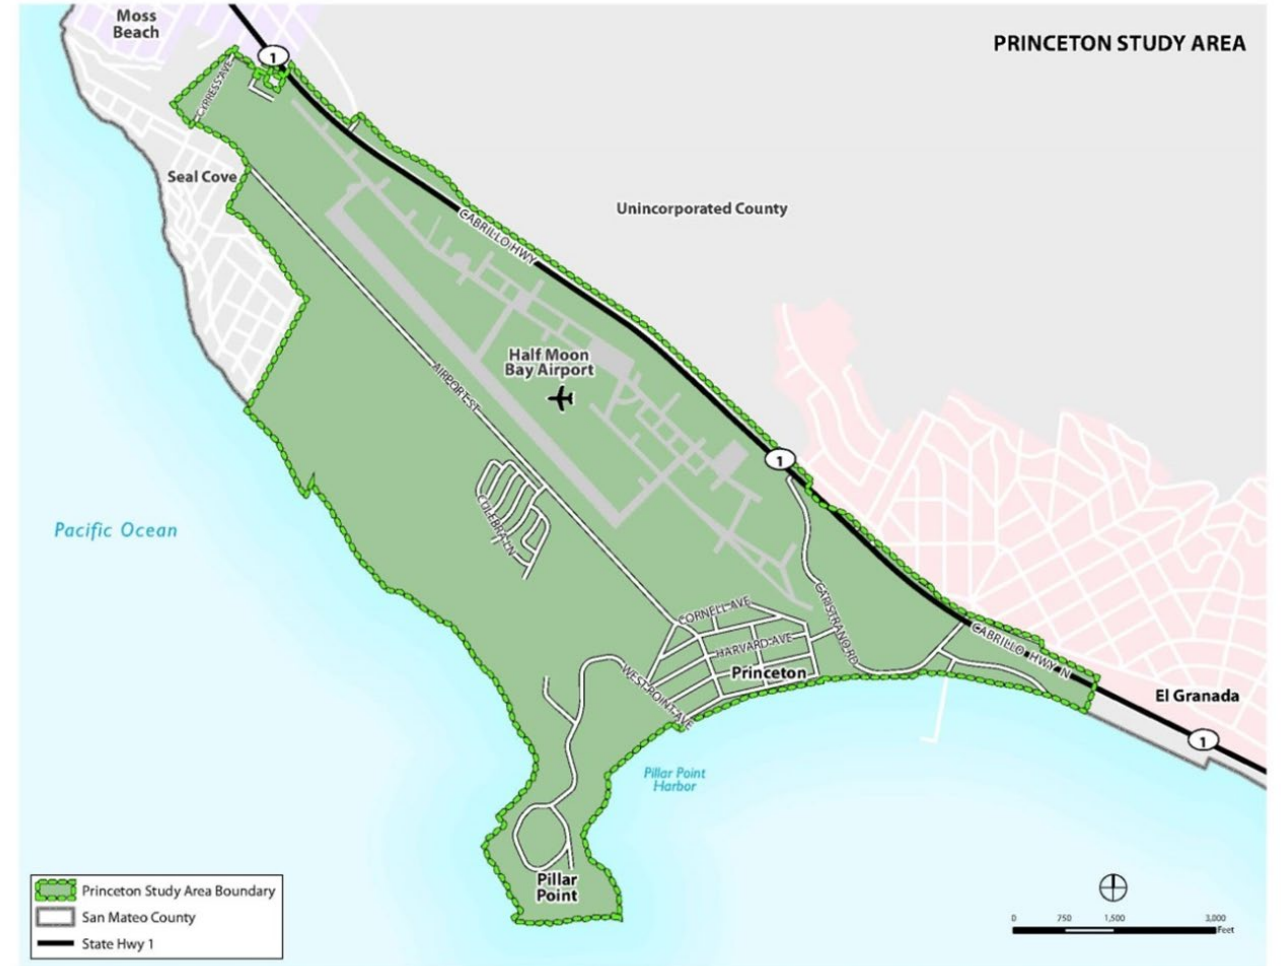 Moss
Beach
PRINCETON STUDY AREA
1
CYPRESS AVE
Seal Cove
Unincorporated County
CABRILLO HWY
Half Moon
Bay Airport
AIRPORT ST
1
Pacific Ocean
COLEBRA LN
CORNELL AVE
CAPISTRANO RD
HARVARD AVE
CABRILLO HWY N
Princeton
WEST POINT AVE
El Granada
1
Pillar Point
Harbor
Pillar
Point
Princeton Study Area Boundary
San Mateo County
State Hwy 1
0 750 1,500 3,000
Feet